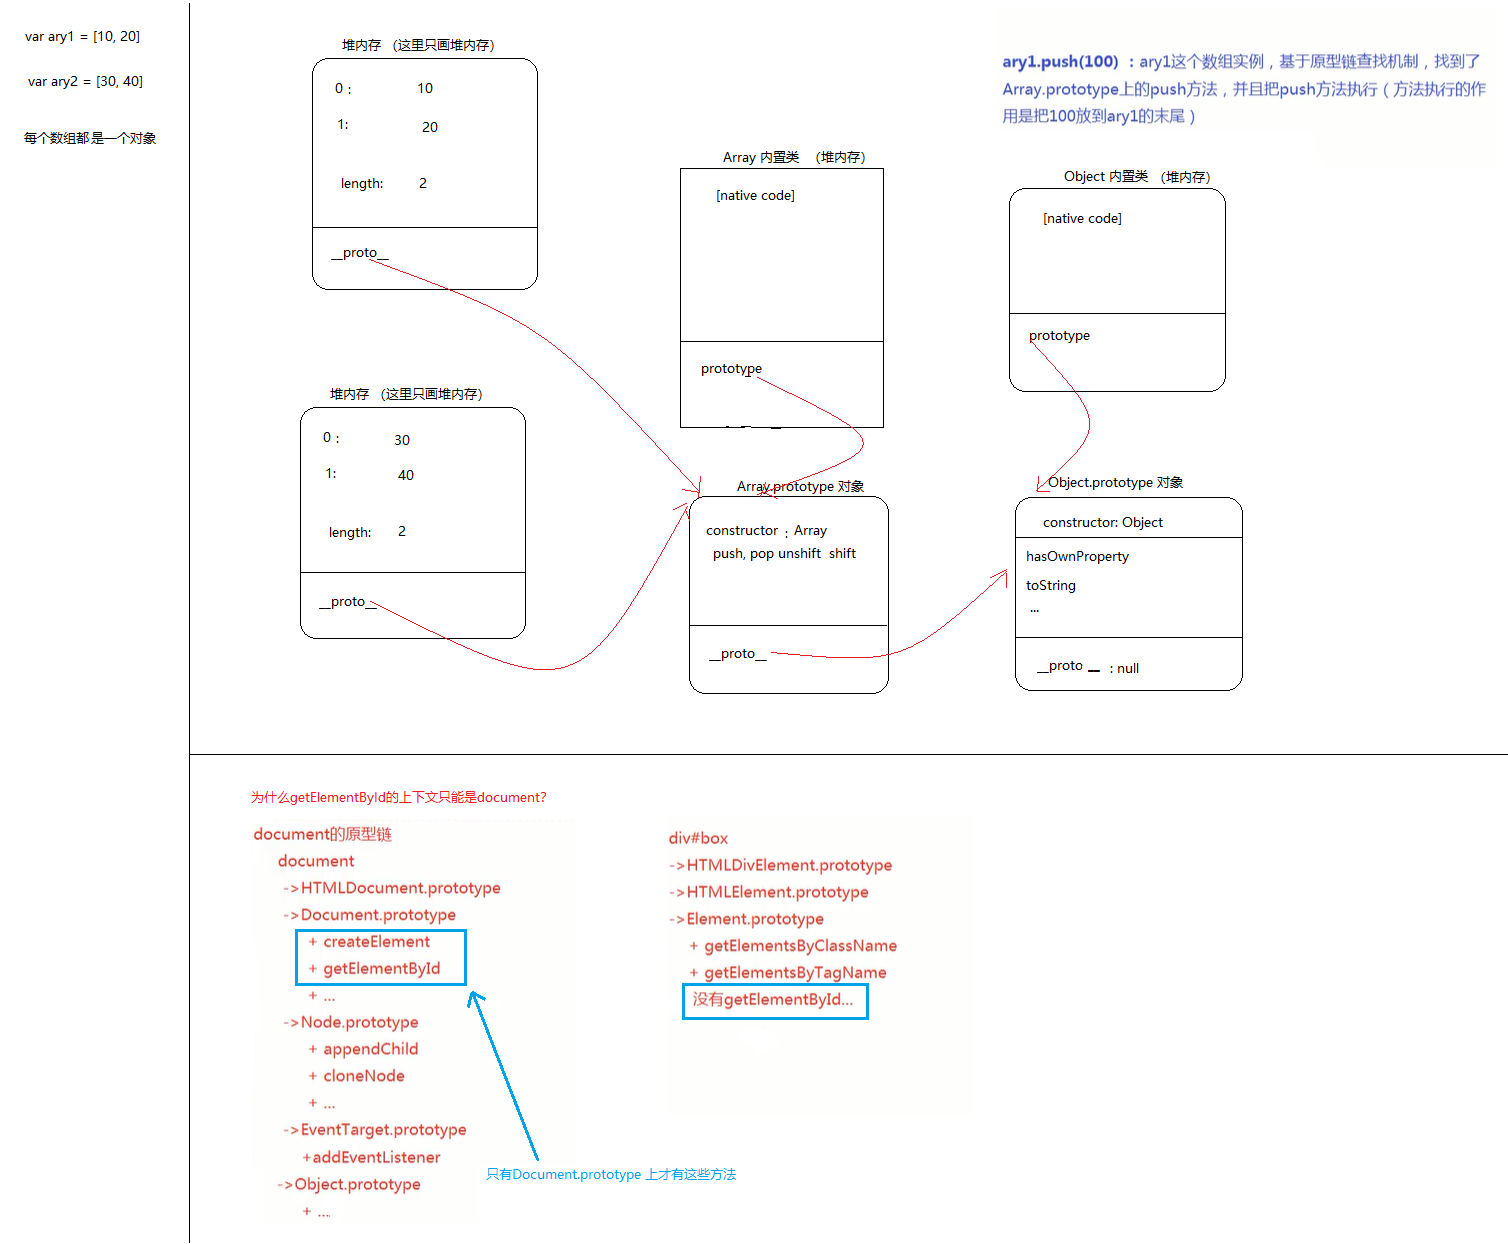 var ary1 = [10, 20]
var ary2 = [30, 40]
每个数组都是一个对象
堆内存 （这里只画堆内存）
0 : 10
1: 20
length: 2
__proto__
堆内存 （这里只画堆内存）
0 : 30
1: 40
length: 2
__proto__
Array 内置类 （堆内存）
[native code]
prototype
Array.prototype 对象
constructor : Array
push, pop unshift shift
__proto__
ary1.push(100) ：ary1这个数组实例，基于原型链查找机制，找到了
Array.prototype上的push方法，并且把push方法执行（方法执行的作
用是把100放到ary1的末尾）
Object 内置类 （堆内存）
[native code]
prototype
Object.prototype 对象
constructor: Object
hasOwnProperty
toString
...
__proto __ : null
为什么getElementById的上下文只能是document?
document的原型链
document
->HTMLDocument.prototype
->Document.prototype
+ createElement
+ getElementById
+ ...
->Node.prototype
+ appendChild
+ cloneNode
+ ...
->EventTarget.prototype
+addEventListener
->Object.prototype
+ ...
只有Document.prototype 上才有这些方法
div#box
->HTMLDivElement.prototype
->HTMLElement.prototype
->Element.prototype
+ getElementsByClassName
+ getElementsByTagName
没有getElementById...